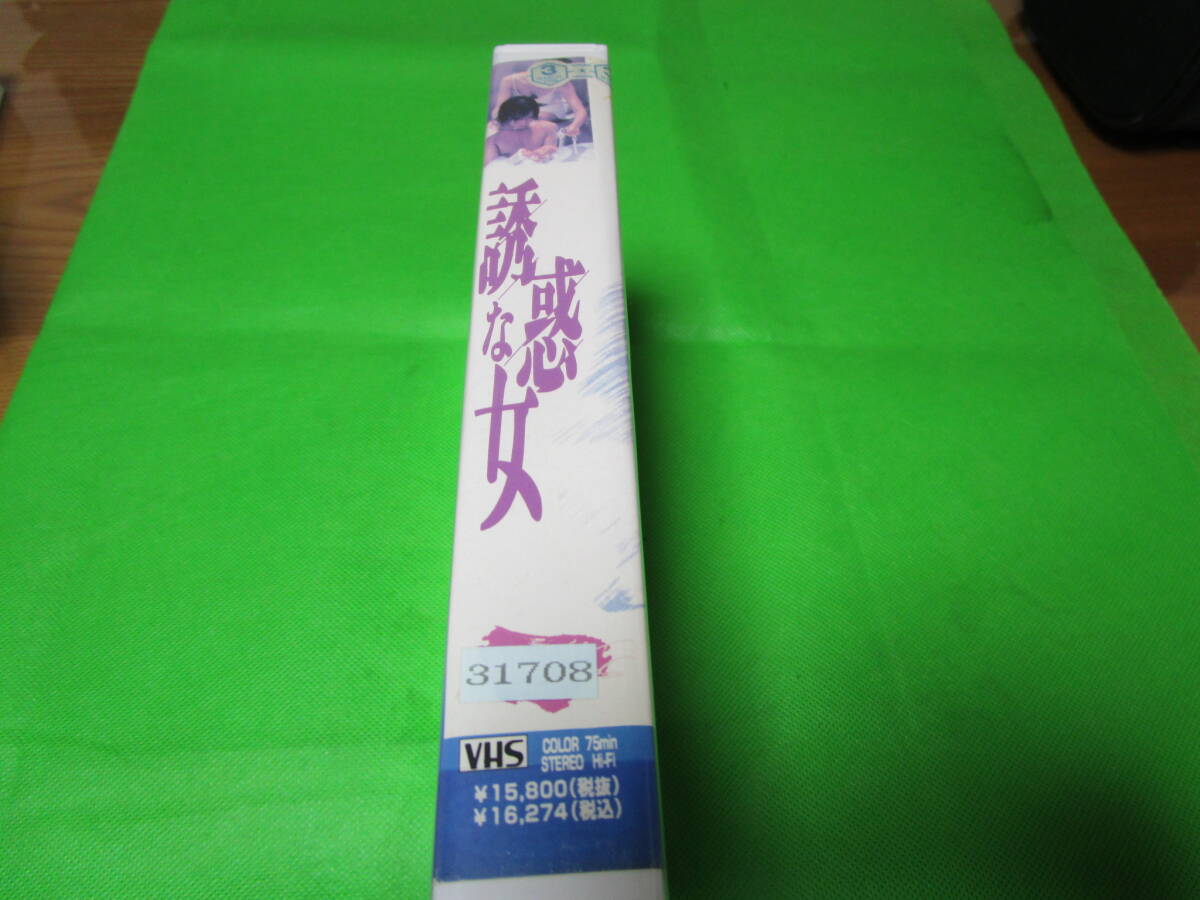 3
誘惑な女
31708
VHS
COLOR 75min
STEREO Hi-Fi
¥15,800(税抜)
¥16,274(税込)